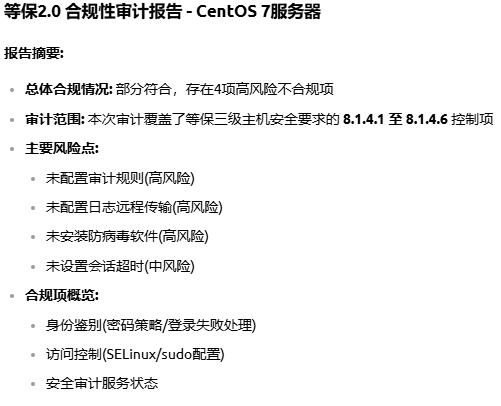 等保2.0 合规性审计报告 - CentOS 7服务器
报告摘要:
总体合规情况: 部分符合，存在4项高风险不合规项
审计范围: 本次审计覆盖了等保三级主机安全要求的 8.1.4.1 至 8.1.4.6 控制项
主要风险点:
未配置审计规则(高风险)
未配置日志远程传输(高风险)
未安装防病毒软件(高风险)
未设置会话超时(中风险)
合规项概览:
身份鉴别(密码策略/登录失败处理)
访问控制(SELinux/sudo配置)
安全审计服务状态